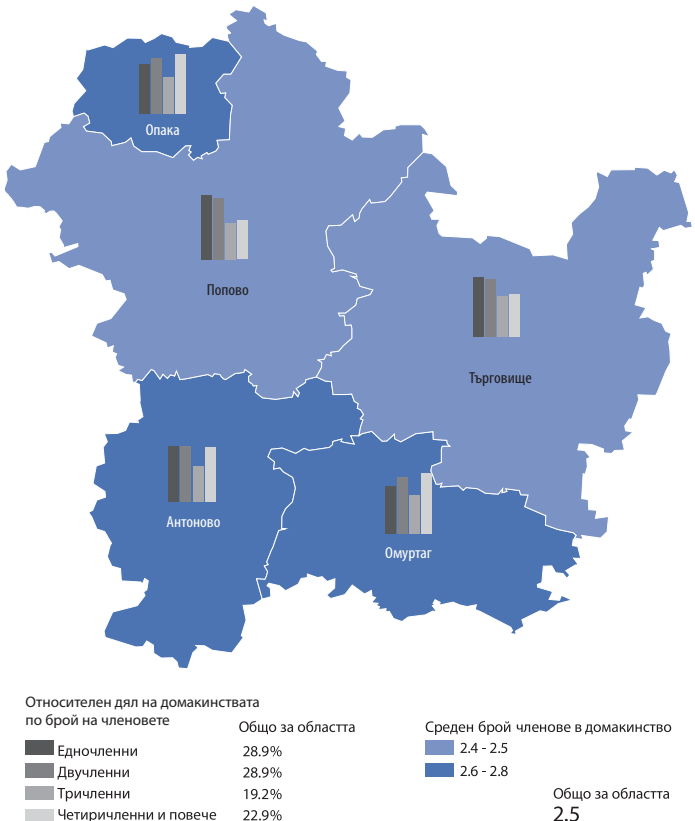 Опака
Попово
Търговище
Антоново
Омуртаг
Относителен дял на домакинствата
по брой на членовете
Общо за областта
Едночленни 28.9%
Двучленни 28.9%
Тричленни 19.2%
Четиричленни и повече 22.9%
Среден брой членове в домакинство
2.4 - 2.5
2.6 - 2.8
Общо за областта
2.5